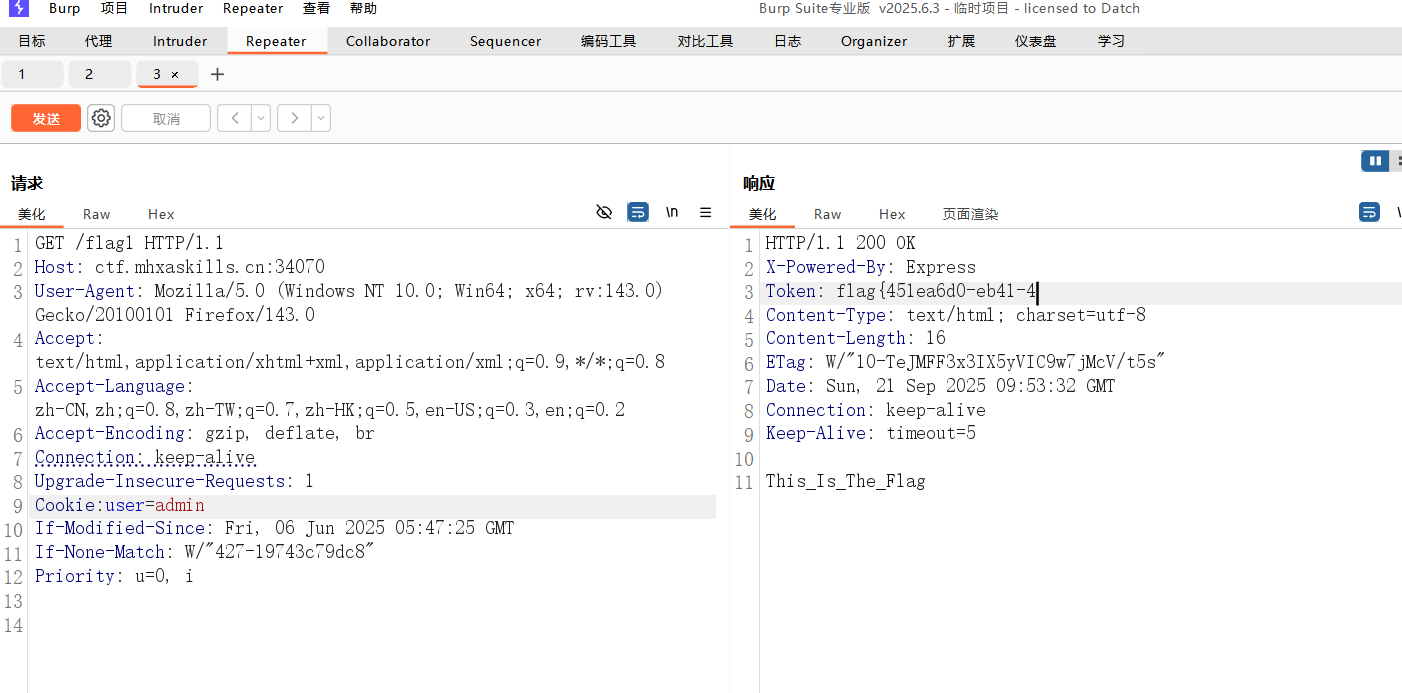 Burp 项目 Intruder Repeater 查看 帮助 Burp Suite专业版 v2025.6.3 - 临时项目 - licensed to Datch
目标 代理 Intruder Repeater Collaborator Sequencer 编码工具 对比工具 日志 Organizer 扩展 仪表盘 学习
1 2 3 × +
发送 取消 < >
请求
美化 Raw Hex \n
1 GET /flag1 HTTP/1.1
2 Host: ctf.mhxaskills.cn:34070
3 User-Agent: Mozilla/5.0 (Windows NT 10.0; Win64; x64; rv:143.0)
Gecko/20100101 Firefox/143.0
4 Accept:
text/html,application/xhtml+xml,application/xml;q=0.9,*/*;q=0.8
5 Accept-Language:
zh-CN,zh;q=0.8,zh-TW;q=0.7,zh-HK;q=0.5,en-US;q=0.3,en;q=0.2
6 Accept-Encoding: gzip, deflate, br
7 Connection: keep-alive
8 Upgrade-Insecure-Requests: 1
9 Cookie:user=admin
10 If-Modified-Since: Fri, 06 Jun 2025 05:47:25 GMT
11 If-None-Match: W/"427-19743c79dc8"
12 Priority: u=0, i
13
14
响应
美化 Raw Hex 页面渲染
1 HTTP/1.1 200 OK
2 X-Powered-By: Express
3 Token: flag{451ea6d0-eb41-4
4 Content-Type: text/html; charset=utf-8
5 Content-Length: 16
6 ETag: W/"10-TeJMFF3x3IX5yVIC9w7jMcV/t5s"
7 Date: Sun, 21 Sep 2025 09:53:32 GMT
8 Connection: keep-alive
9 Keep-Alive: timeout=5
10
11 This_Is_The_Flag